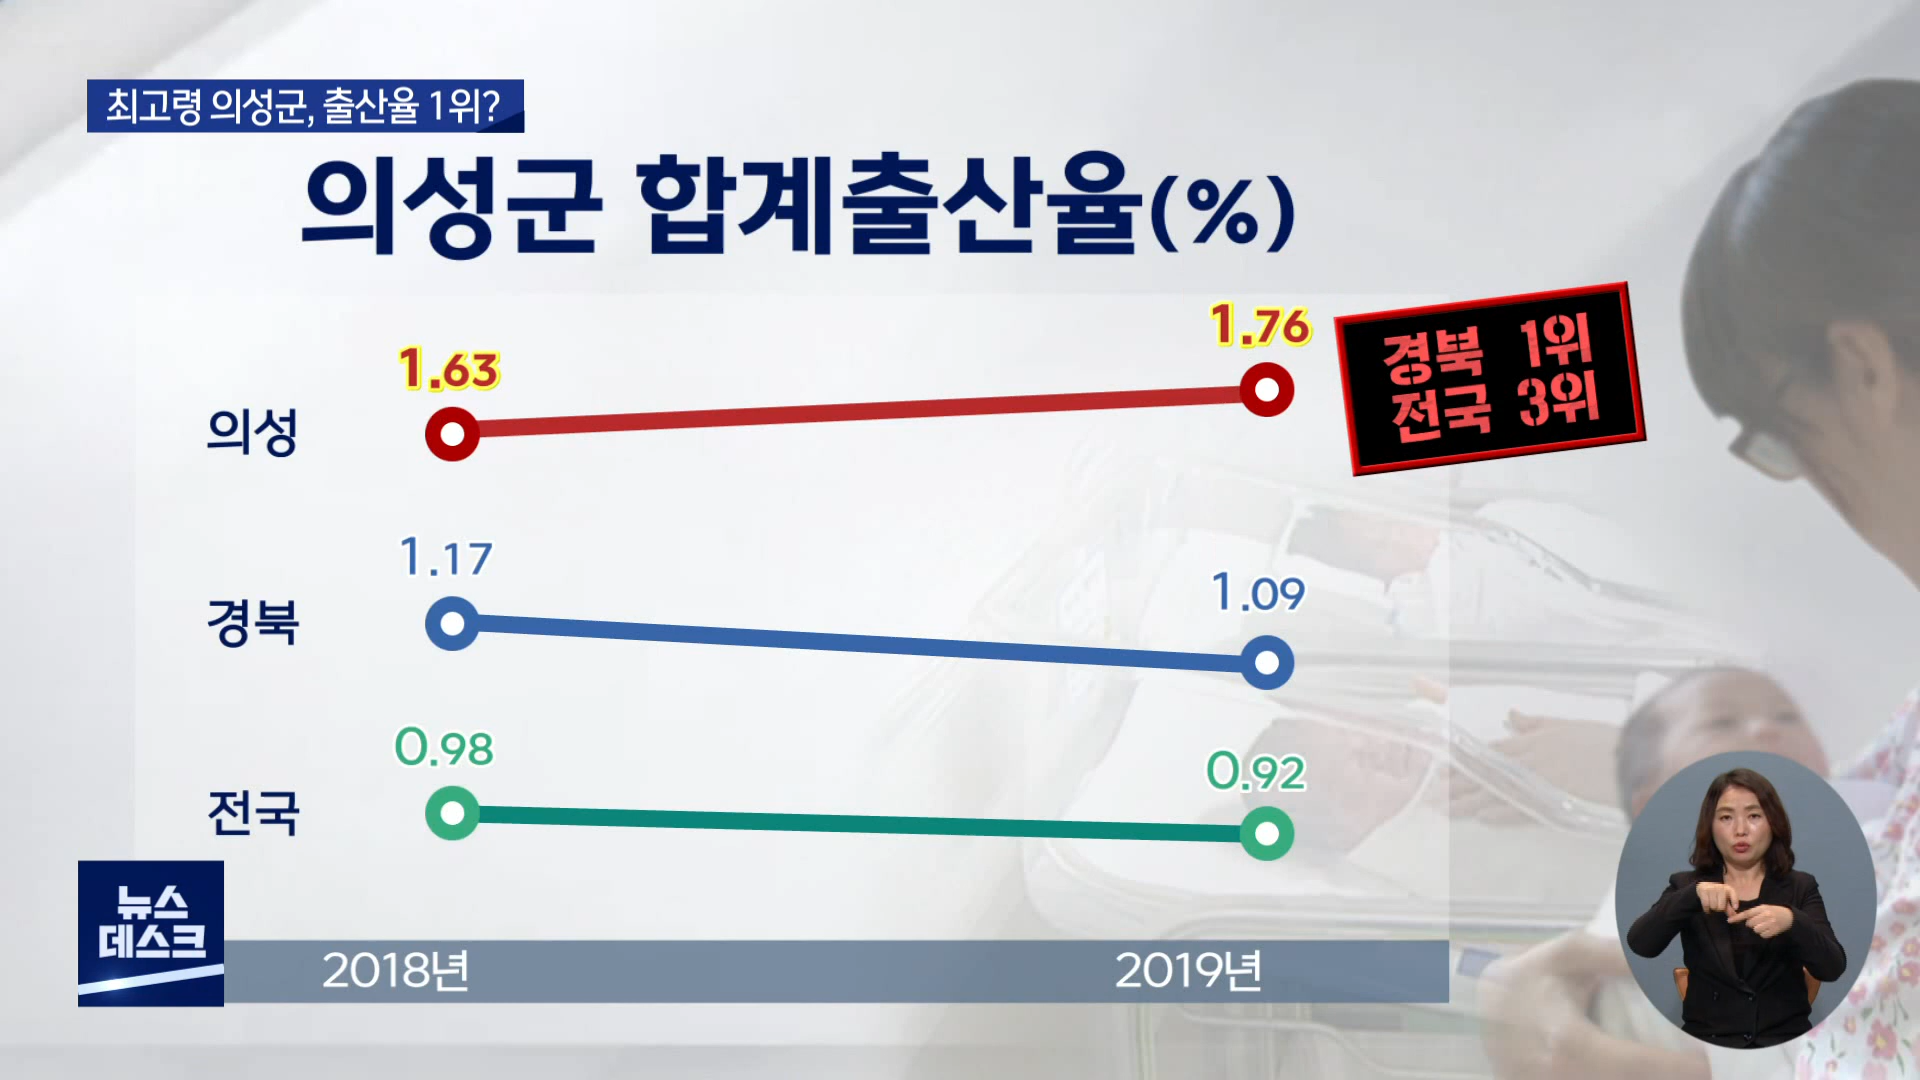 최고령 의성군, 출산율 1위?
의성군 합계출산율(%)
1.63
1.76
경북 1위
전국 3위
의성
1.17
1.09
경북
0.98
0.92
전국
뉴스
데스크
2018년
2019년